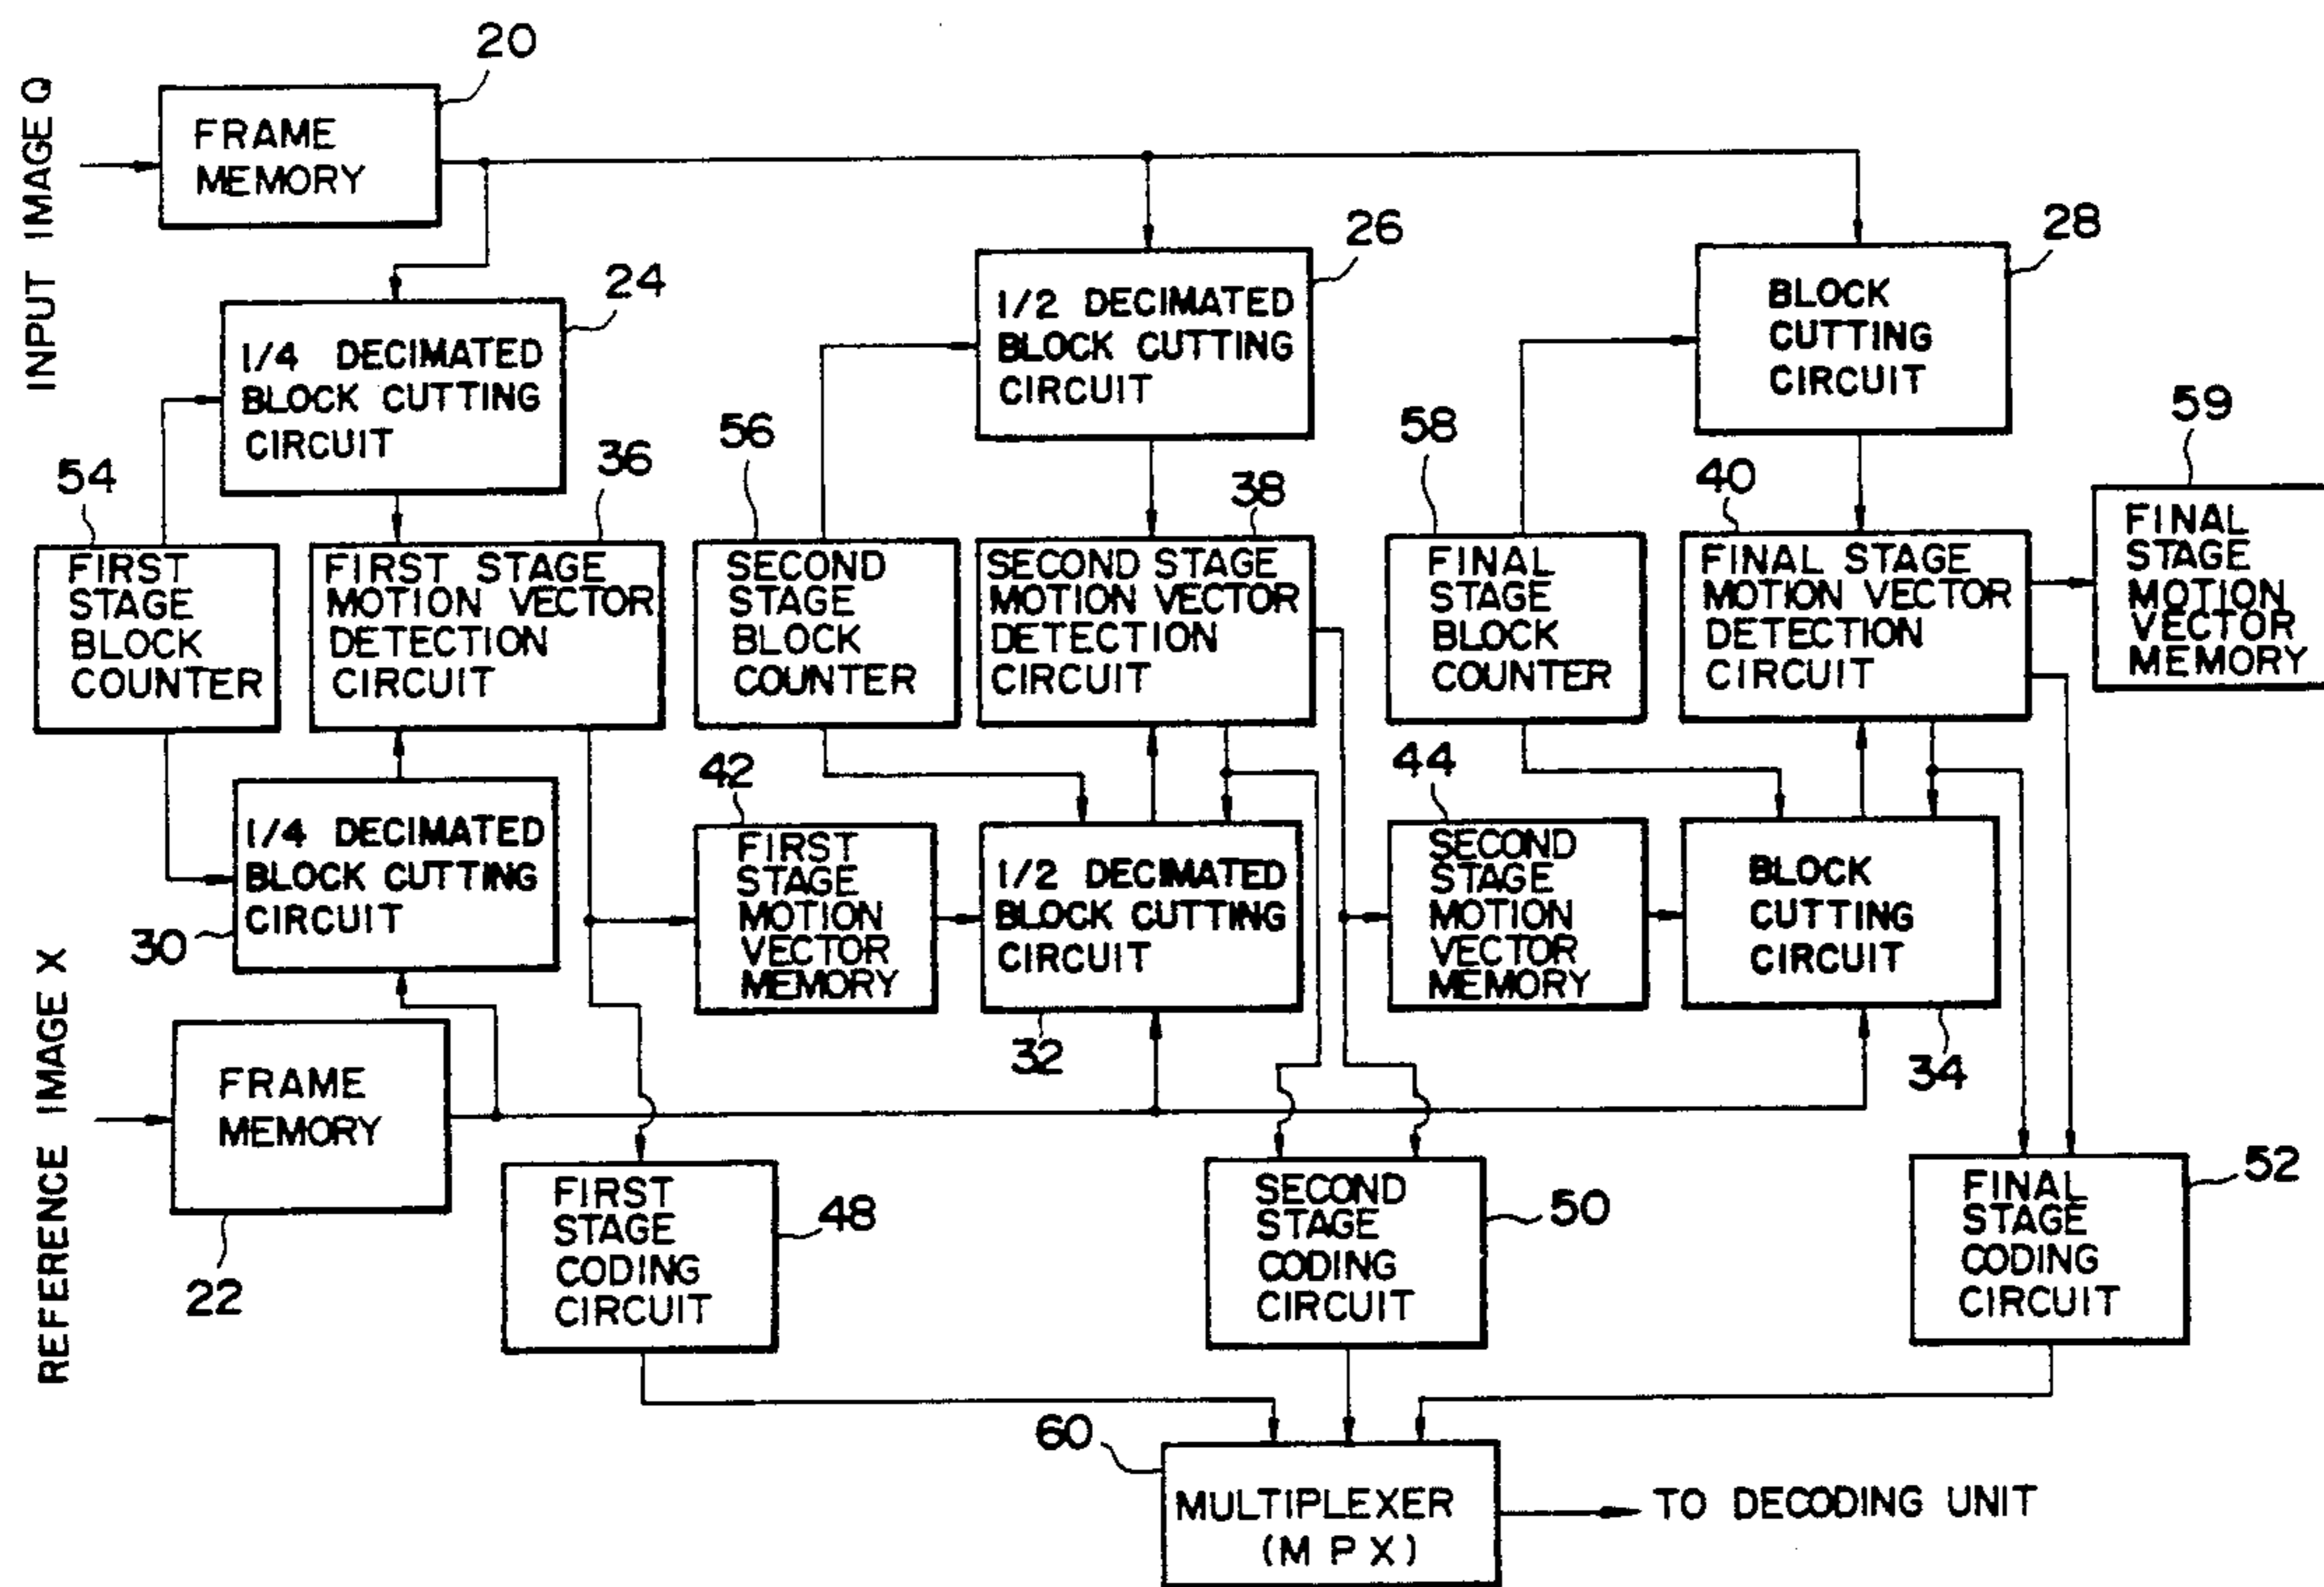 INPUT IMAGE Q
20
FRAME
MEMORY
24
1/4 DECIMATED
BLOCK CUTTING
CIRCUIT
26
1/2 DECIMATED
BLOCK CUTTING
CIRCUIT
28
BLOCK
CUTTING
CIRCUIT
54
FIRST
STAGE
BLOCK
COUNTER
36
FIRST STAGE
MOTION VECTOR
DETECTION
CIRCUIT
56
SECOND
STAGE
BLOCK
COUNTER
38
SECOND STAGE
MOTION VECTOR
DETECTION
CIRCUIT
58
FINAL
STAGE
BLOCK
COUNTER
40
FINAL STAGE
MOTION VECTOR
DETECTION
CIRCUIT
59
FINAL
STAGE
MOTION
VECTOR
MEMORY
30
1/4 DECIMATED
BLOCK CUTTING
CIRCUIT
42
FIRST
STAGE
MOTION
VECTOR
MEMORY
1/2 DECIMATED
BLOCK CUTTING
CIRCUIT
32
44
SECOND
STAGE
MOTION
VECTOR
MEMORY
BLOCK
CUTTING
CIRCUIT
34
REFERENCE IMAGE X
FRAME
MEMORY
22
FIRST
STAGE
CODING
CIRCUIT
48
SECOND
STAGE
CODING
CIRCUIT
50
FINAL
STAGE
CODING
CIRCUIT
52
60
MULTIPLEXER
(MPX)
TO DECODING UNIT